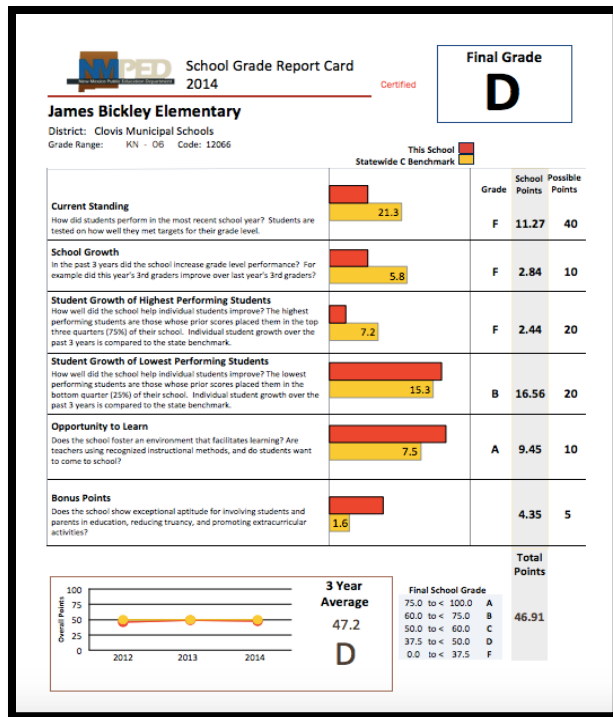 NMPED
New Mexico Public Education Department
School Grade Report Card
2014
Certified
Final Grade
D
James Bickley Elementary
District: Clovis Municipal Schools
Grade Range: KN - 06 Code: 12066
This School
Statewide C Benchmark
Grade
School Points
Possible Points
Current Standing
How did students perform in the most recent school year? Students are
tested on how well they met targets for their grade level.
21.3
F 11.27 40
School Growth
In the past 3 years did the school increase grade level performance? For
example did this year's 3rd graders improve over last year's 3rd graders?
5.8
F 2.84 10
Student Growth of Highest Performing Students
How well did the school help individual students improve? The highest
performing students are those whose prior scores placed them in the top
three quarters (75%) of their school. Individual student growth over the
past 3 years is compared to the state benchmark.
7.2
F 2.44 20
Student Growth of Lowest Performing Students
How well did the school help individual students improve? The lowest
performing students are those whose prior scores placed them in the
bottom quarter (25%) of their school. Individual student growth over the
past 3 years is compared to the state benchmark.
15.3
B 16.56 20
Opportunity to Learn
Does the school foster an environment that facilitates learning? Are
teachers using recognized instructional methods, and do students want
to come to school?
7.5
A 9.45 10
Bonus Points
Does the school show exceptional aptitude for involving students and
parents in education, reducing truancy, and promoting extracurricular
activities?
1.6
4.35 5
Total
Points
46.91
Overall Points
100
75
50
25
0
2012 2013 2014
3 Year
Average
47.2
D
Final School Grade
75.0 to < 100.0 A
60.0 to < 75.0 B
50.0 to < 60.0 C
37.5 to < 50.0 D
0.0 to < 37.5 F